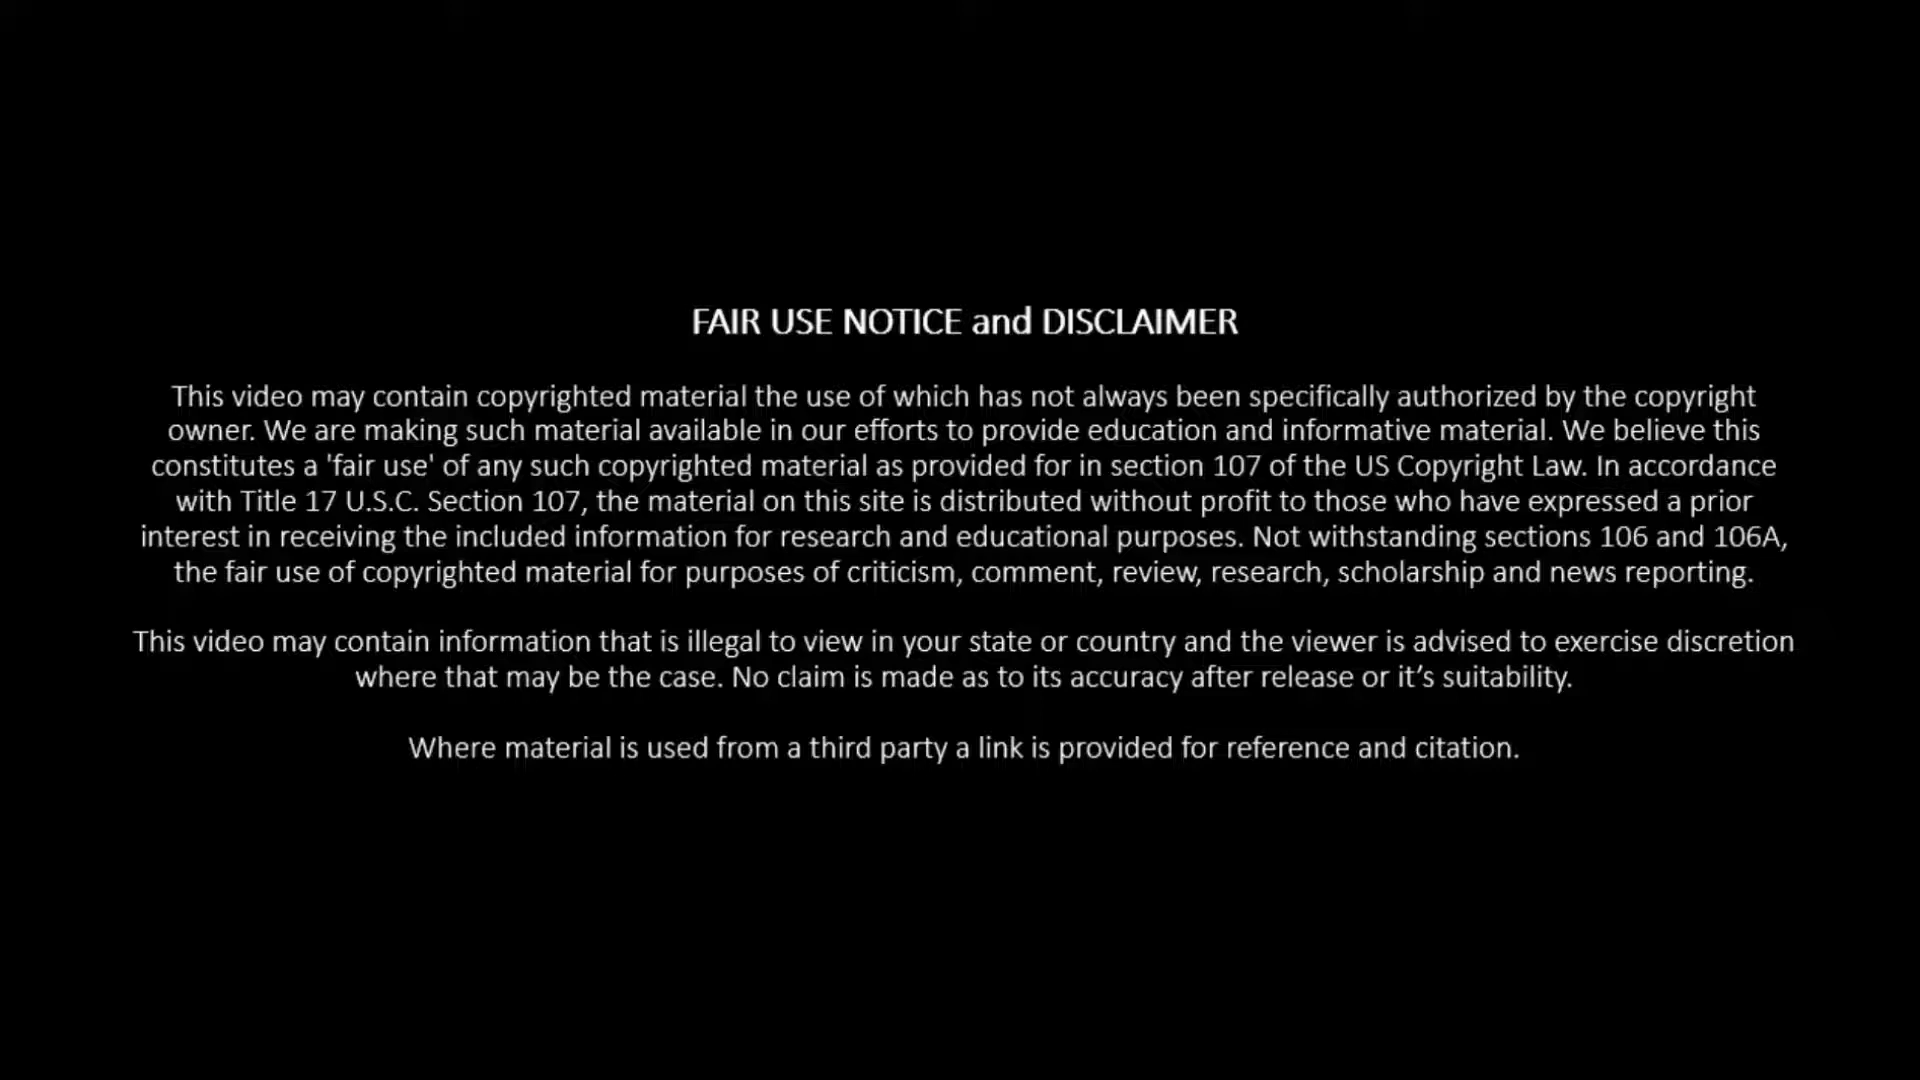 FAIR USE NOTICE and DISCLAIMER
This video may contain copyrighted material the use of which has not always been specifically authorized by the copyright
owner. We are making such material available in our efforts to provide education and informative material. We believe this
constitutes a 'fair use' of any such copyrighted material as provided for in section 107 of the US Copyright Law. In accordance
with Title 17 U.S.C. Section 107, the material on this site is distributed without profit to those who have expressed a prior
interest in receiving the included information for research and educational purposes. Not withstanding sections 106 and 106A,
the fair use of copyrighted material for purposes of criticism, comment, review, research, scholarship and news reporting.
This video may contain information that is illegal to view in your state or country and the viewer is advised to exercise discretion
where that may be the case. No claim is made as to its accuracy after release or it’s suitability.
Where material is used from a third party a link is provided for reference and citation.